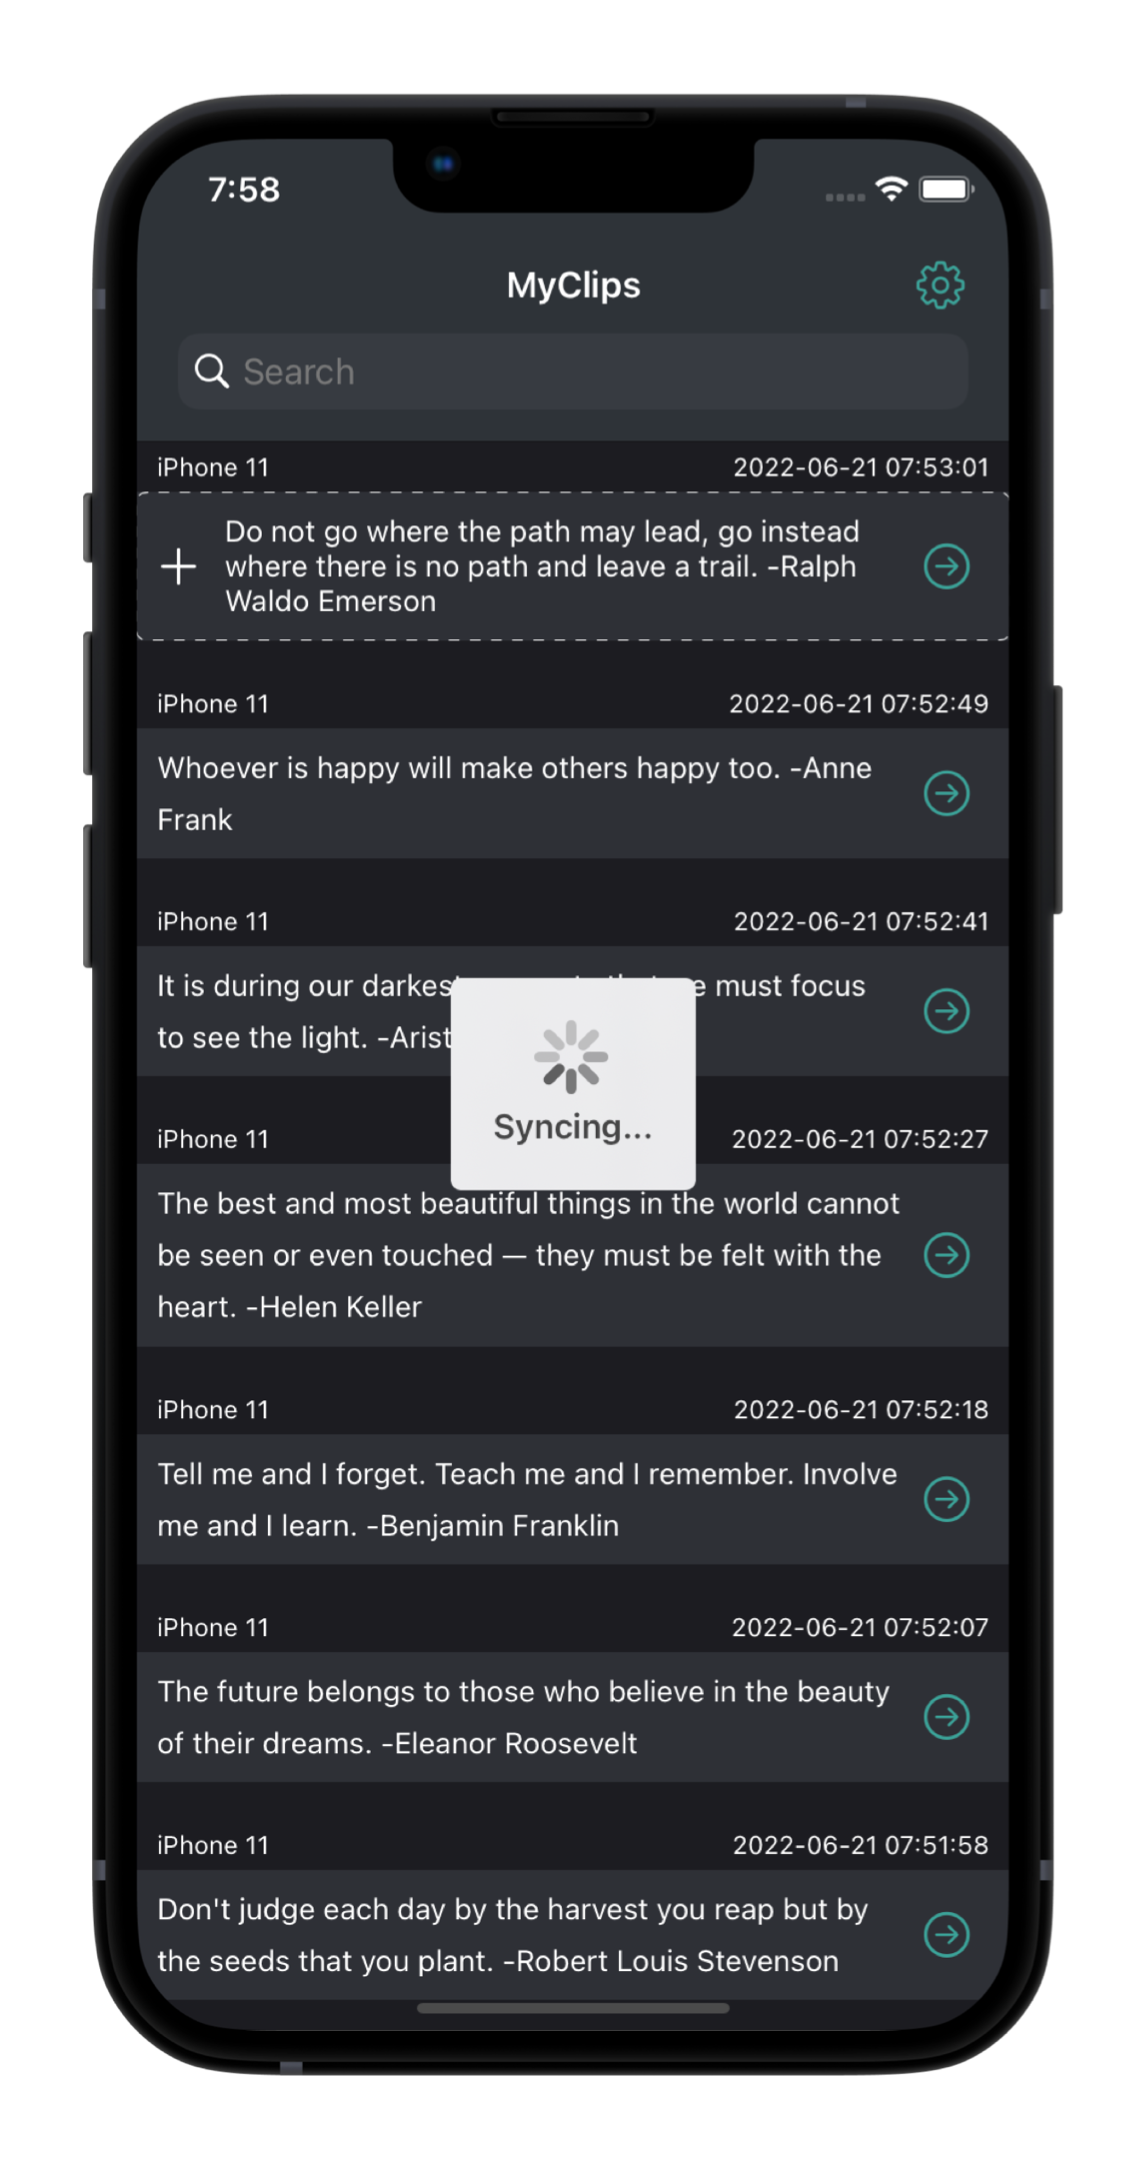 7:58
MyClips
Search
iPhone 11 2022-06-21 07:53:01
Do not go where the path may lead, go instead
where there is no path and leave a trail. -Ralph
Waldo Emerson
iPhone 11 2022-06-21 07:52:49
Whoever is happy will make others happy too. -Anne
Frank
iPhone 11 2022-06-21 07:52:41
It is during our must focus
to see the light.
Syncing...
iPhone 11 2022-06-21 07:52:27
The best and most beautiful things in the world cannot
be seen or even touched — they must be felt with the
heart. -Helen Keller
iPhone 11 2022-06-21 07:52:18
Tell me and I forget. Teach me and I remember. Involve
me and I learn. -Benjamin Franklin
iPhone 11 2022-06-21 07:52:07
The future belongs to those who believe in the beauty
of their dreams. -Eleanor Roosevelt
iPhone 11 2022-06-21 07:51:58
Don't judge each day by the harvest you reap but by
the seeds that you plant. -Robert Louis Stevenson